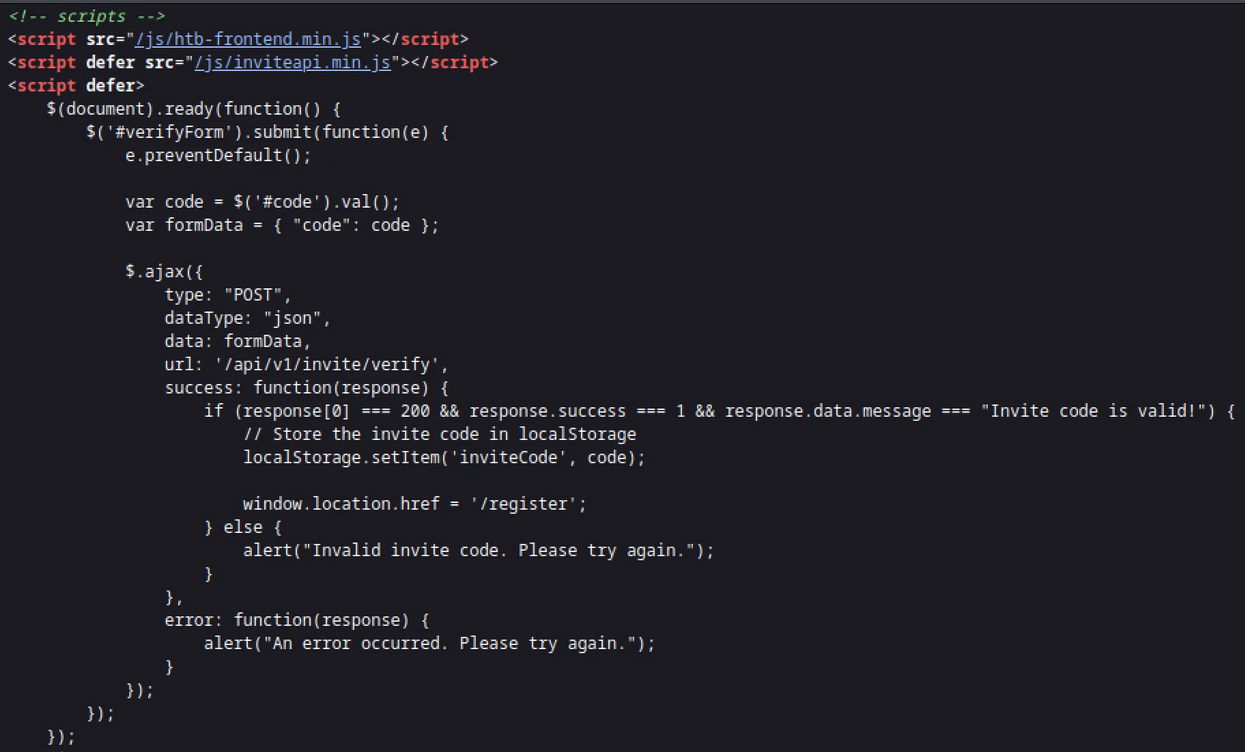 <!-- scripts -->
<script src="/js/htb-frontend.min.js"></script>
<script defer src="/js/inviteapi.min.js"></script>
<script defer>
    $(document).ready(function() {
        $('#verifyForm').submit(function(e) {
            e.preventDefault();

            var code = $('#code').val();
            var formData = { "code": code };

            $.ajax({
                type: "POST",
                dataType: "json",
                data: formData,
                url: '/api/v1/invite/verify',
                success: function(response) {
                    if (response[0] === 200 && response.success === 1 && response.data.message === "Invite code is valid!") {
                        // Store the invite code in localStorage
                        localStorage.setItem('inviteCode', code);

                        window.location.href = '/register';
                    } else {
                        alert("Invalid invite code. Please try again.");
                    }
                },
                error: function(response) {
                    alert("An error occurred. Please try again.");
                }
            });
        });
    });